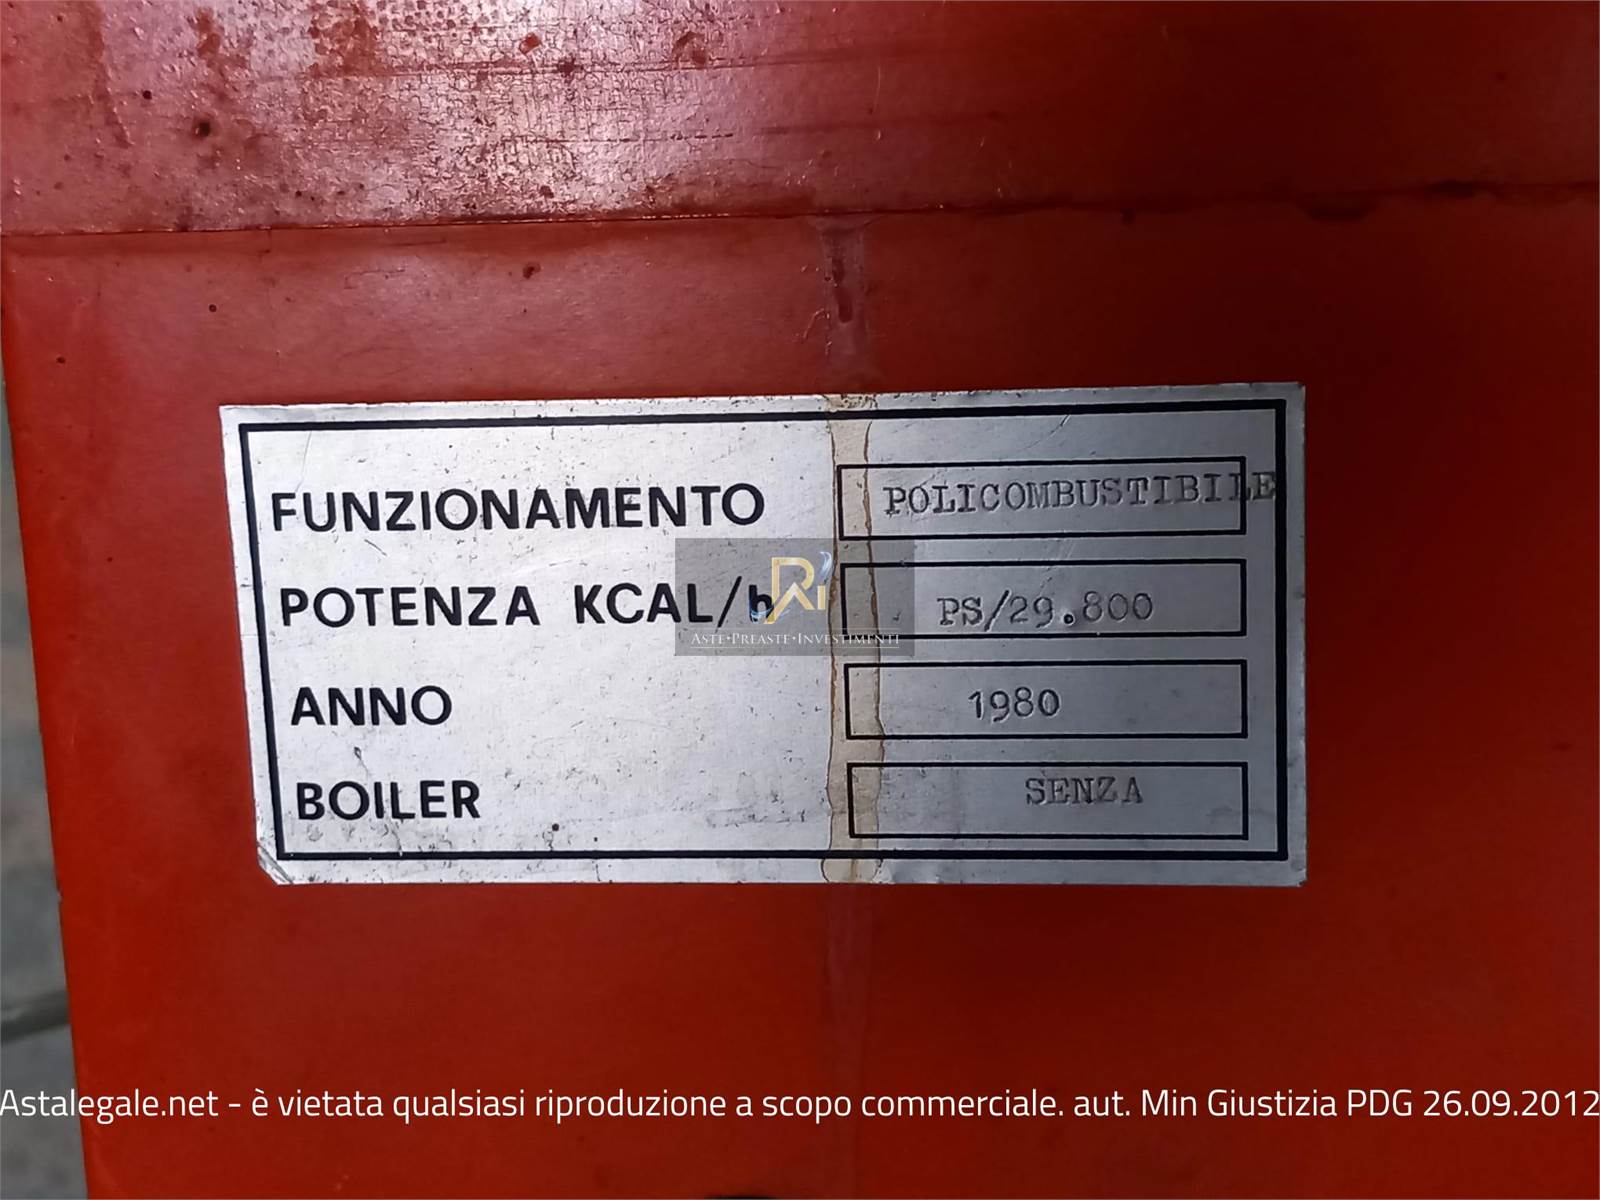 FUNZIONAMENTO POLICOMBUSTIBILE
POTENZA KCAL/h PS/29.800
Ri
ASTE•PREASTE•INVESTIMENTI
ANNO 1980
BOILER SENZA
Astalegale.net - è vietata qualsiasi riproduzione a scopo commerciale. aut. Min Giustizia PDG 26.09.2012